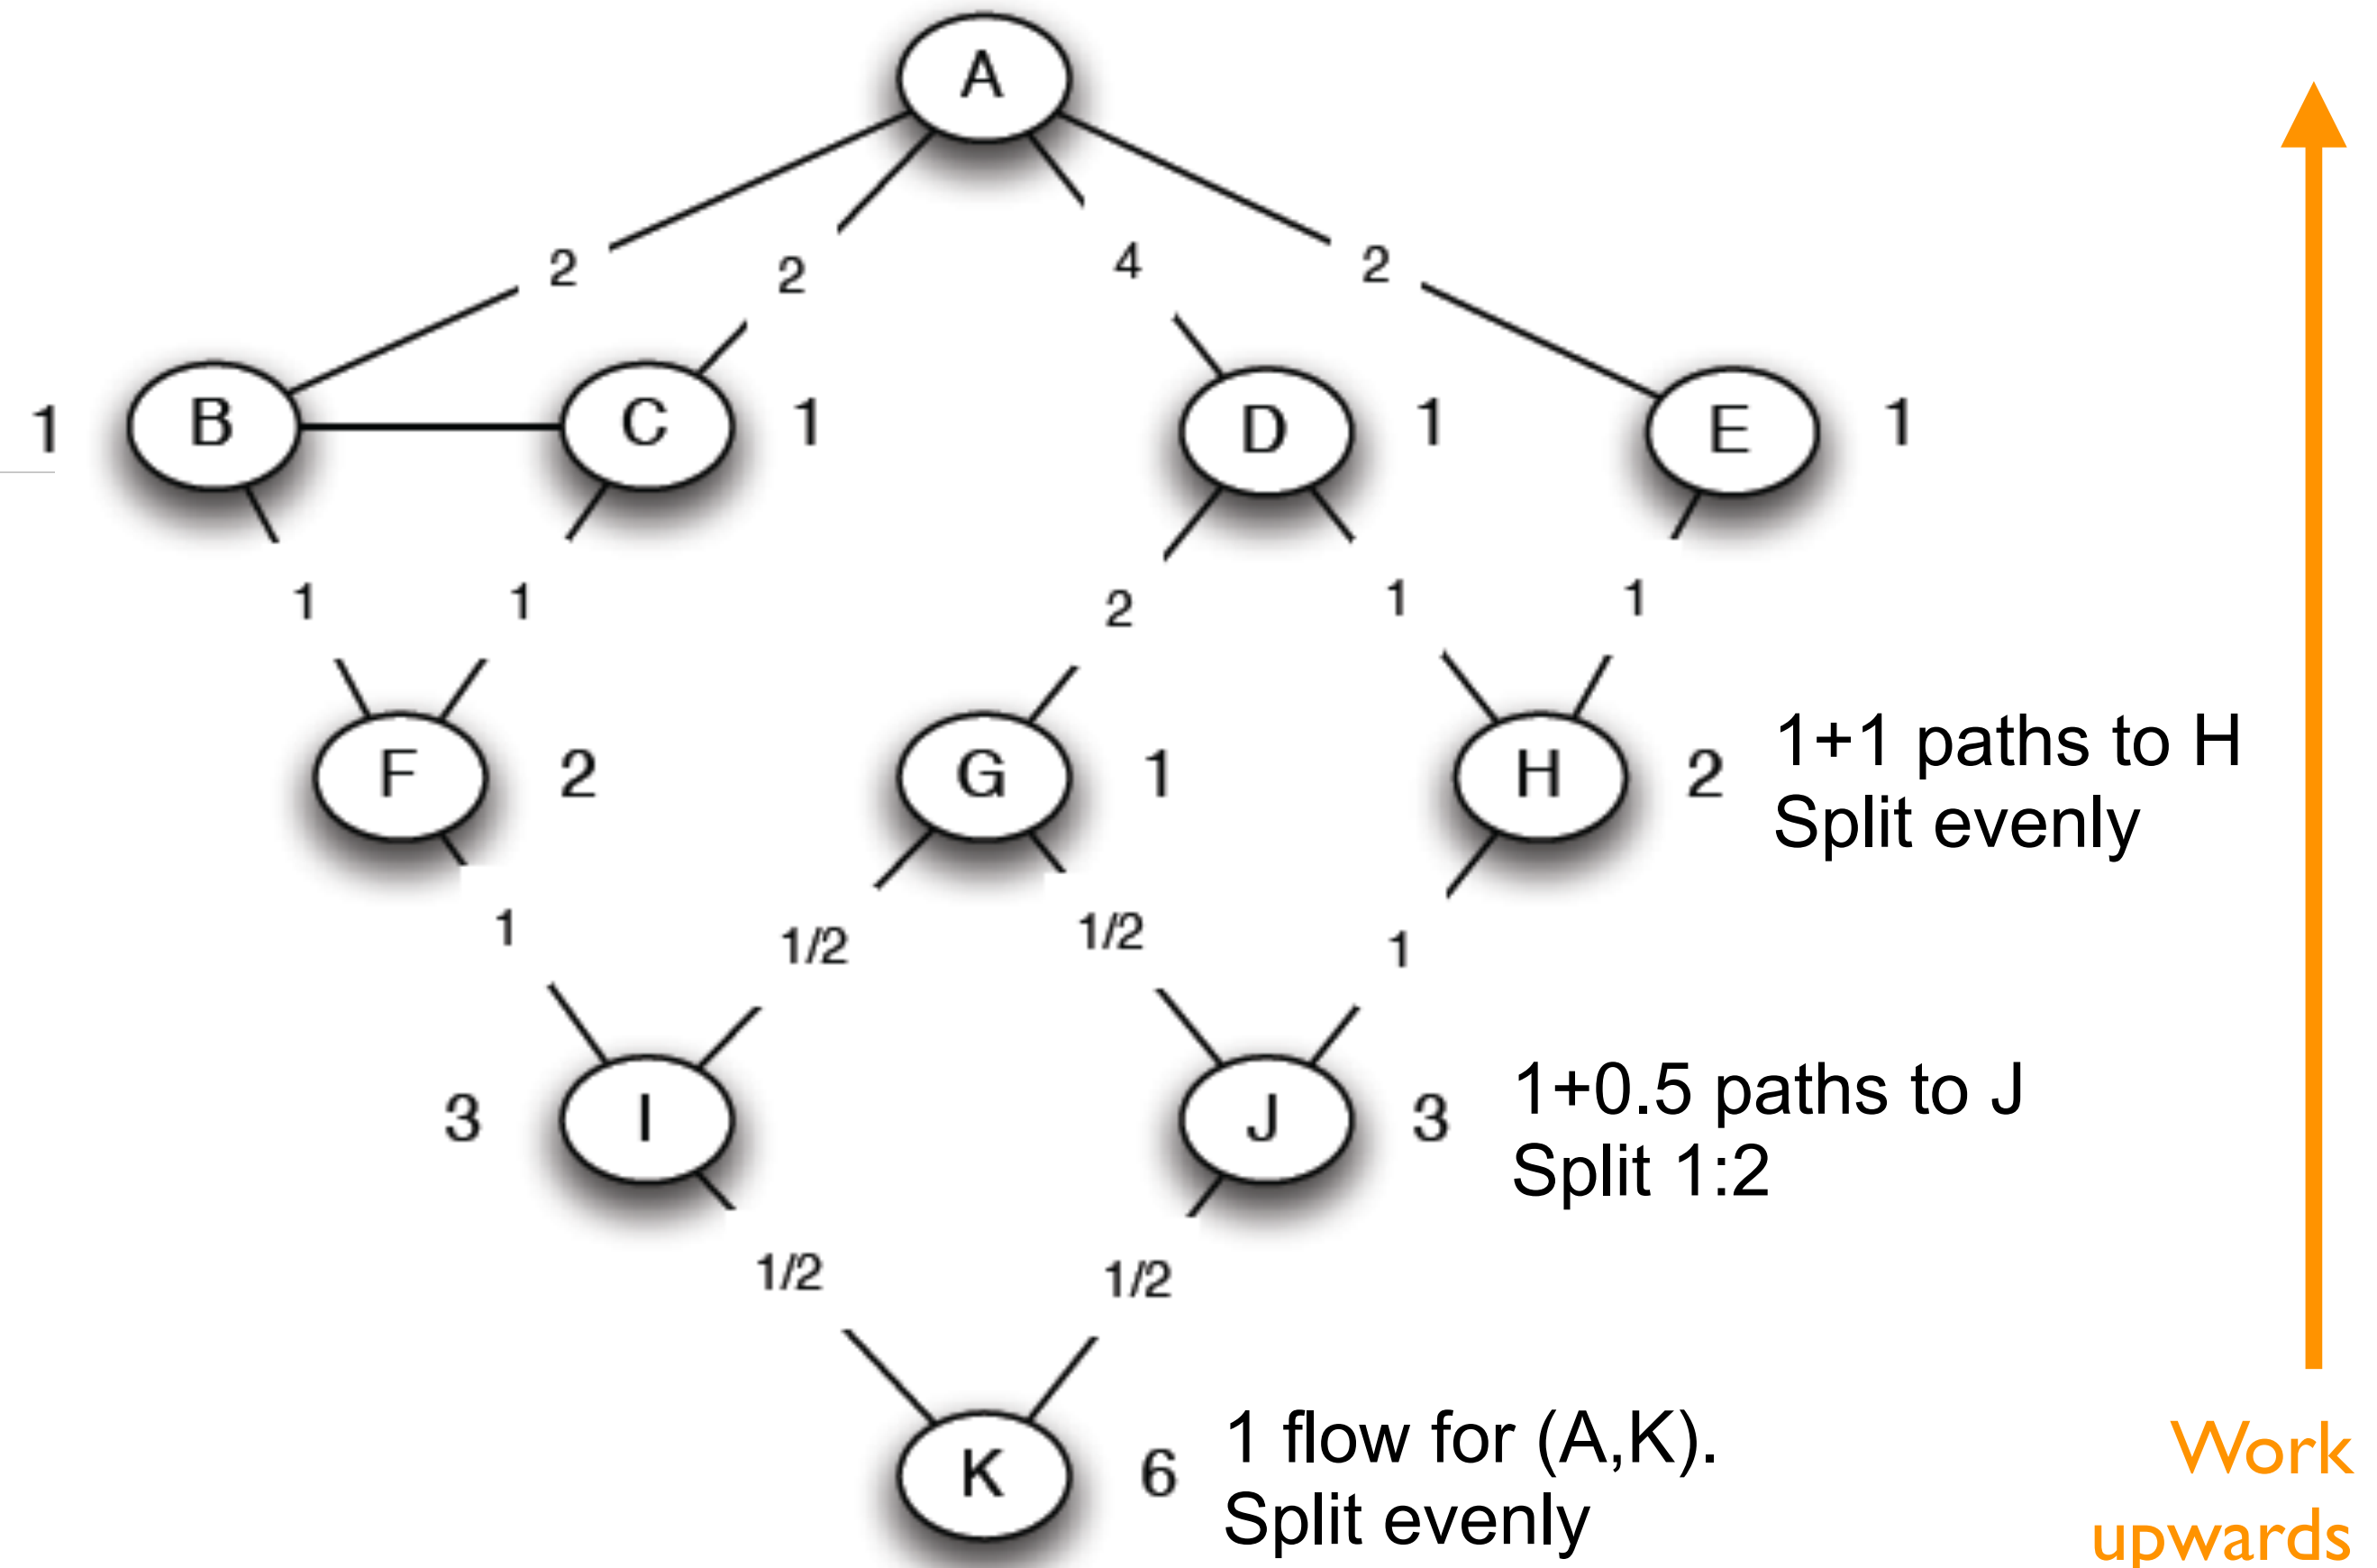 A
2 2 4 2
1 B C 1 D 1 E 1
1 1 2 1 1
F 2 G 1 H 2
1+1 paths to H
Split evenly
1 1/2 1/2 1
3 I J 3
1+0.5 paths to J
Split 1:2
1/2 1/2
K 6
1 flow for (A,K).
Split evenly
Work
upwards